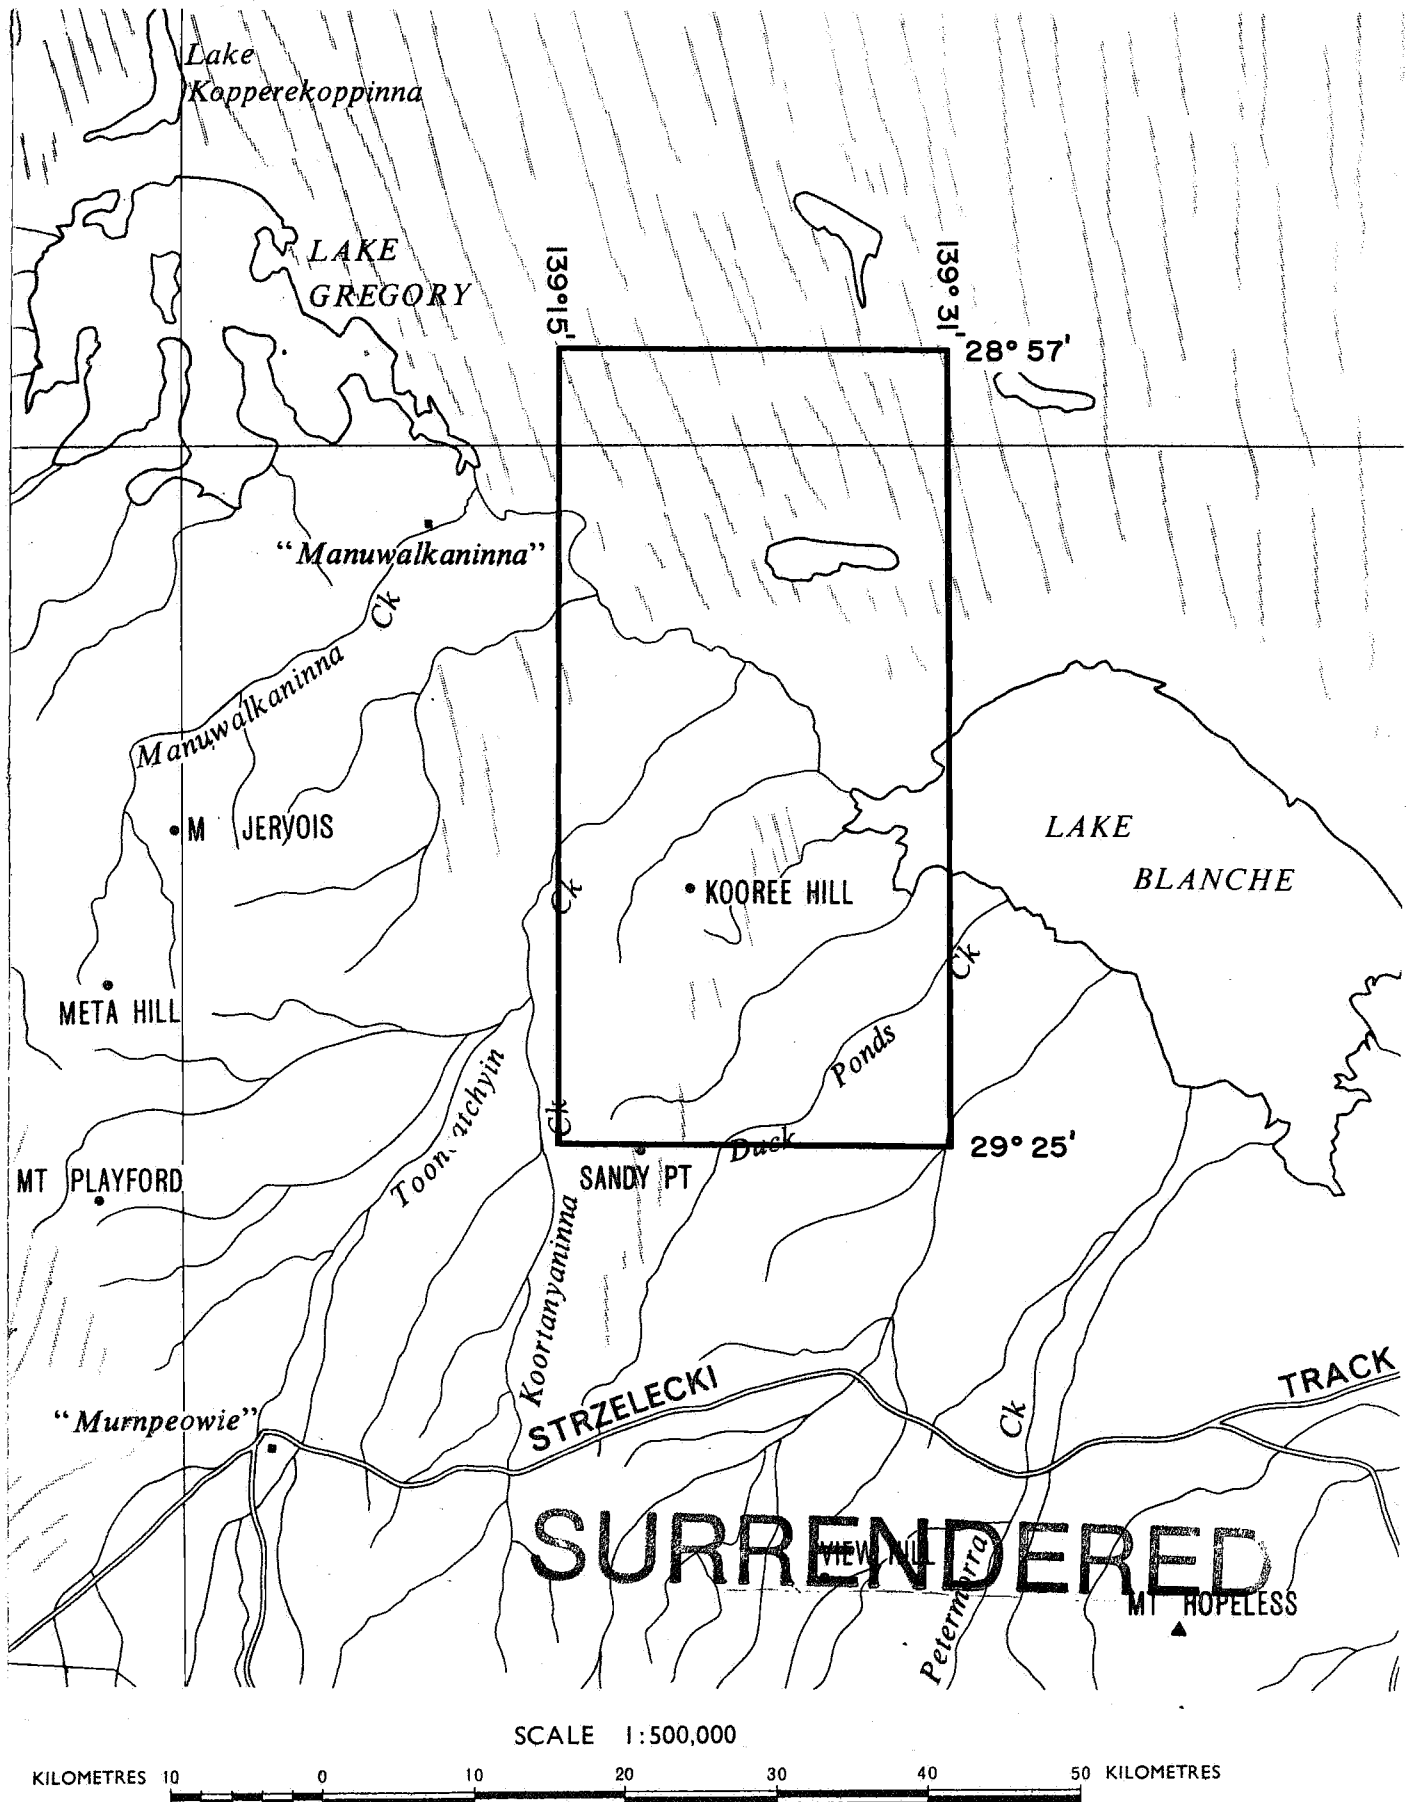 Lake
Kopperekoppinna
LAKE
GREGORY
139° 15'
139° 31'
28° 57'
“Manuwalkaninna”
Ck
Manuwalkaninna
M JERVOIS
LAKE
BLANCHE
Ck
KOOREE HILL
Ck
META HILL
Ponds
Ck
Duck
29° 25'
MT PLAYFORD
SANDY PT
Koortanyaninna
STRZELECKI
TRACK
“Murnpeowie”
Ck
SURRENDERED
VIEW HILL
MT HOPELESS
SCALE 1:500,000
KILOMETRES 10 0 10 20 30 40 50 KILOMETRES